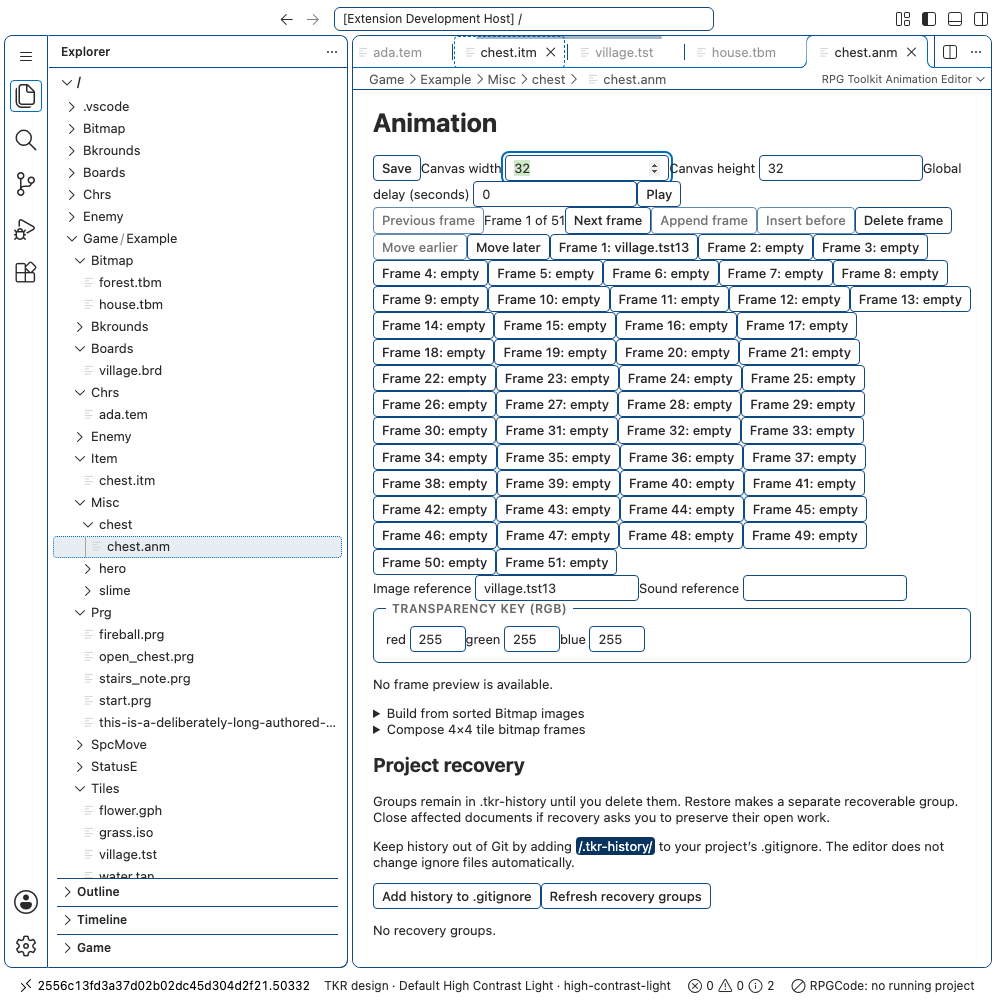 [Extension Development Host] /
Explorer
/
.vscode
Bitmap
Bkrounds
Boards
Chrs
Enemy
Game / Example
Bitmap
forest.tbm
house.tbm
Bkrounds
Boards
village.brd
Chrs
ada.tem
Enemy
Item
chest.itm
Misc
chest
chest.anm
hero
slime
Prg
fireball.prg
open_chest.prg
stairs_note.prg
start.prg
this-is-a-deliberately-long-authored-...
SpcMove
StatusE
Tiles
flower.gph
grass.iso
village.tst
water.tan
Outline
Timeline
Game
ada.tem chest.itm village.tst house.tbm chest.anm
Game > Example > Misc > chest > chest.anm RPG Toolkit Animation Editor
Animation
Save Canvas width 32 Canvas height 32 Global
delay (seconds) 0 Play
Previous frame Frame 1 of 51 Next frame Append frame Insert before Delete frame
Move earlier Move later Frame 1: village.tst13 Frame 2: empty Frame 3: empty
Frame 4: empty Frame 5: empty Frame 6: empty Frame 7: empty Frame 8: empty
Frame 9: empty Frame 10: empty Frame 11: empty Frame 12: empty Frame 13: empty
Frame 14: empty Frame 15: empty Frame 16: empty Frame 17: empty
Frame 18: empty Frame 19: empty Frame 20: empty Frame 21: empty
Frame 22: empty Frame 23: empty Frame 24: empty Frame 25: empty
Frame 26: empty Frame 27: empty Frame 28: empty Frame 29: empty
Frame 30: empty Frame 31: empty Frame 32: empty Frame 33: empty
Frame 34: empty Frame 35: empty Frame 36: empty Frame 37: empty
Frame 38: empty Frame 39: empty Frame 40: empty Frame 41: empty
Frame 42: empty Frame 43: empty Frame 44: empty Frame 45: empty
Frame 46: empty Frame 47: empty Frame 48: empty Frame 49: empty
Frame 50: empty Frame 51: empty
Image reference village.tst13 Sound reference
TRANSPARENCY KEY (RGB)
red 255 green 255 blue 255
No frame preview is available.
Build from sorted Bitmap images
Compose 4×4 tile bitmap frames
Project recovery
Groups remain in .tkr-history until you delete them. Restore makes a separate recoverable group.
Close affected documents if recovery asks you to preserve their open work.
Keep history out of Git by adding /.tkr-history/ to your project's .gitignore. The editor does not
change ignore files automatically.
Add history to .gitignore Refresh recovery groups
No recovery groups.
2556c13fd3a37d02b02dc45d304d2f21.50332 TKR design · Default High Contrast Light · high-contrast-light 0 0 2 RPGCode: no running project